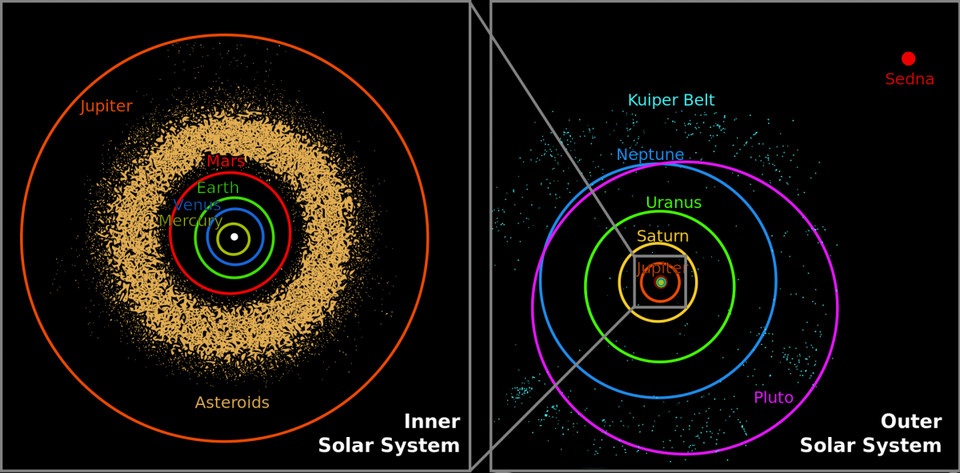 Jupiter
Mars
Earth
Venus
Mercury
Asteroids
Inner
Solar System
Sedna
Kuiper Belt
Neptune
Uranus
Saturn
Jupiter
Pluto
Outer
Solar System